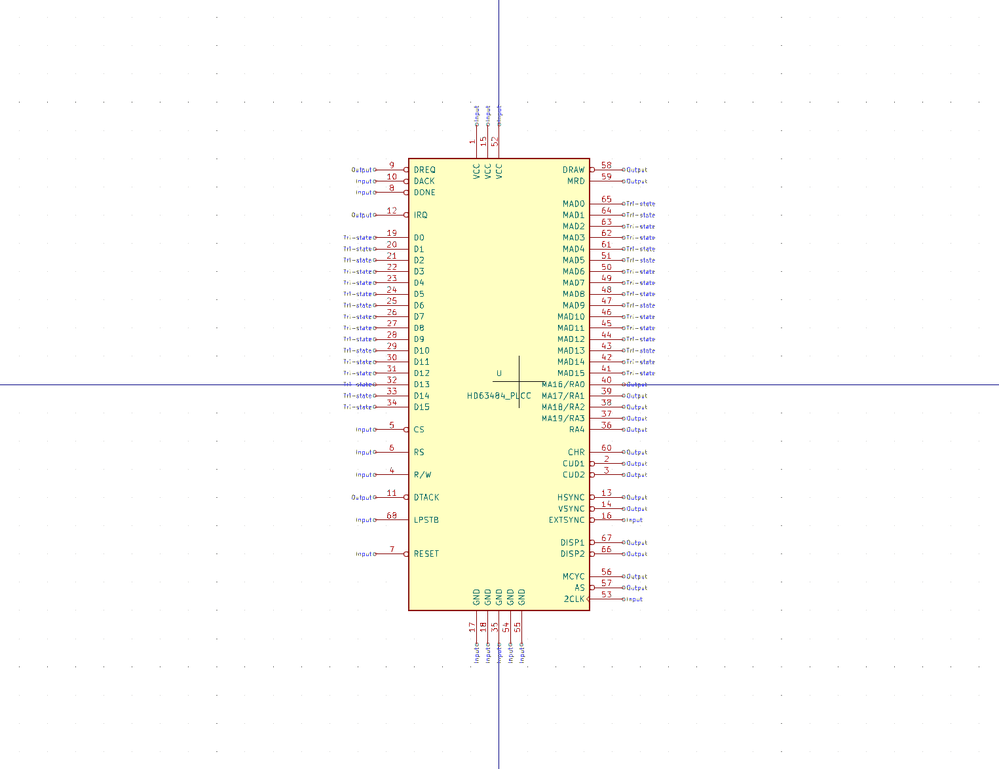 Input Input Input
1 15 52
VCC VCC VCC
Output 9 DREQ DRAW 58 Output
Input 10 DACK MRD 59 Output
Input 8 DONE
MAD0 65 Tri-state
Output 12 IRQ MAD1 64 Tri-state
MAD2 63 Tri-state
Tri-state 19 D0 MAD3 62 Tri-state
Tri-state 20 D1 MAD4 61 Tri-state
Tri-state 21 D2 MAD5 51 Tri-state
Tri-state 22 D3 MAD6 50 Tri-state
Tri-state 23 D4 MAD7 49 Tri-state
Tri-state 24 D5 MAD8 48 Tri-state
Tri-state 25 D6 MAD9 47 Tri-state
Tri-state 26 D7 MAD10 46 Tri-state
Tri-state 27 D8 MAD11 45 Tri-state
Tri-state 28 D9 MAD12 44 Tri-state
Tri-state 29 D10 MAD13 43 Tri-state
Tri-state 30 D11 MAD14 42 Tri-state
Tri-state 31 D12 U MAD15 41 Tri-state
Tri-state 32 D13 MA16/RA0 40 Output
Tri-state 33 D14 HD63484_PLCC MA17/RA1 39 Output
Tri-state 34 D15 MA18/RA2 38 Output
MA19/RA3 37 Output
Input 5 CS RA4 36 Output
Input 6 RS CHR 60 Output
CUD1 2 Output
Input 4 R/W CUD2 3 Output
Output 11 DTACK HSYNC 13 Output
VSYNC 14 Output
Input 68 LPSTB EXTSYNC 16 Input
DISP1 67 Output
Input 7 RESET DISP2 66 Output
MCYC 56 Output
AS 57 Output
2CLK 53 Input
GND GND GND GND GND
17 18 35 54 55
Input Input Input Input Input